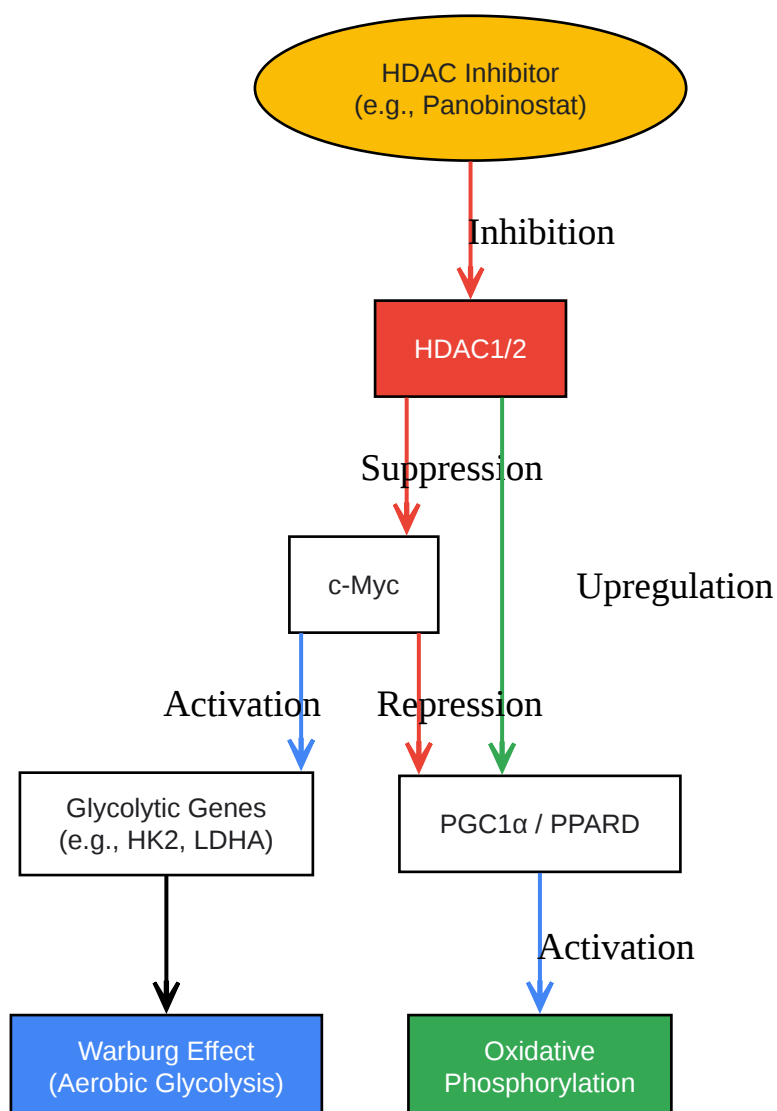 HDAC Inhibitor
(e.g., Panobinostat)
Inhibition
HDAC1/2
Suppression
c-Myc
Upregulation
Activation
Repression
Glycolytic Genes
(e.g., HK2, LDHA)
PGC1α / PPARD
Activation
Warburg Effect
(Aerobic Glycolysis)
Oxidative
Phosphorylation